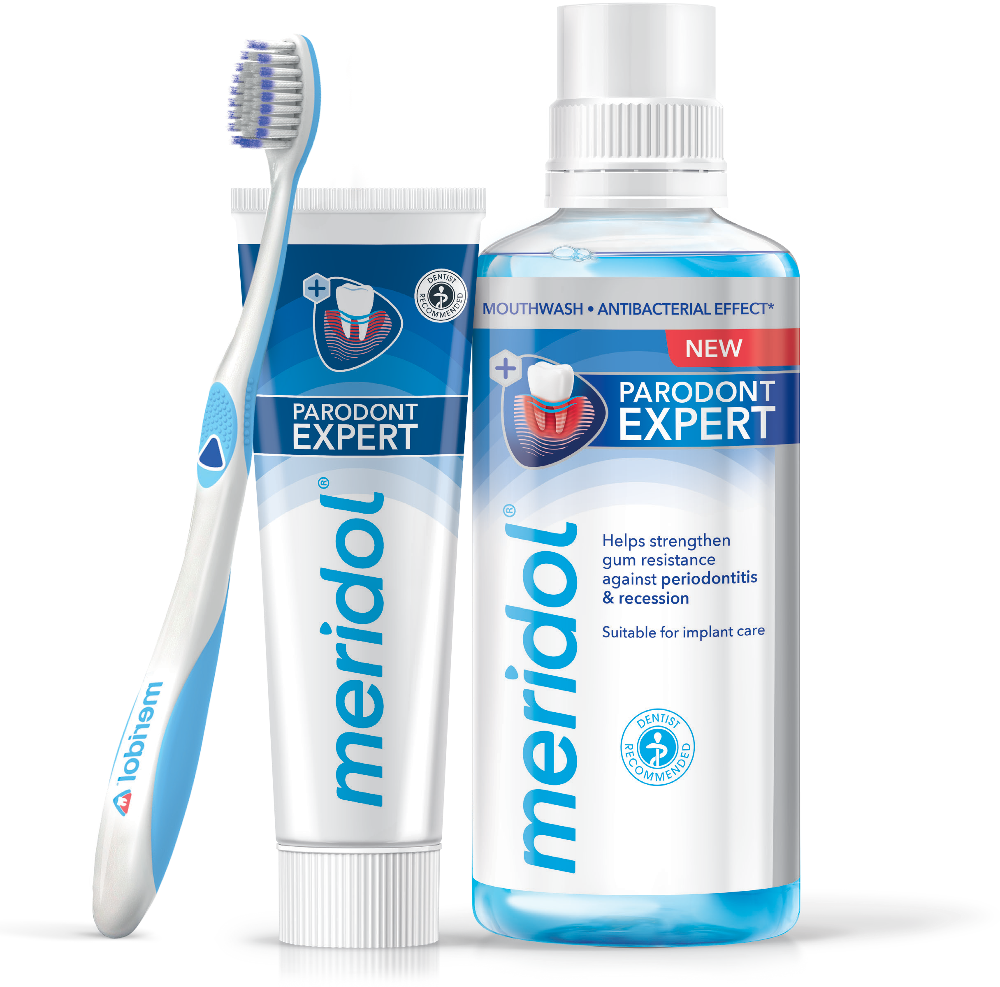 meridol
DENTIST
RECOMMENDED
PARODONT
EXPERT
meridol®
MOUTHWASH • ANTIBACTERIAL EFFECT*
NEW
PARODONT
EXPERT
meridol®
Helps strengthen
gum resistance
against periodontitis
& recession
Suitable for implant care
DENTIST
RECOMMENDED